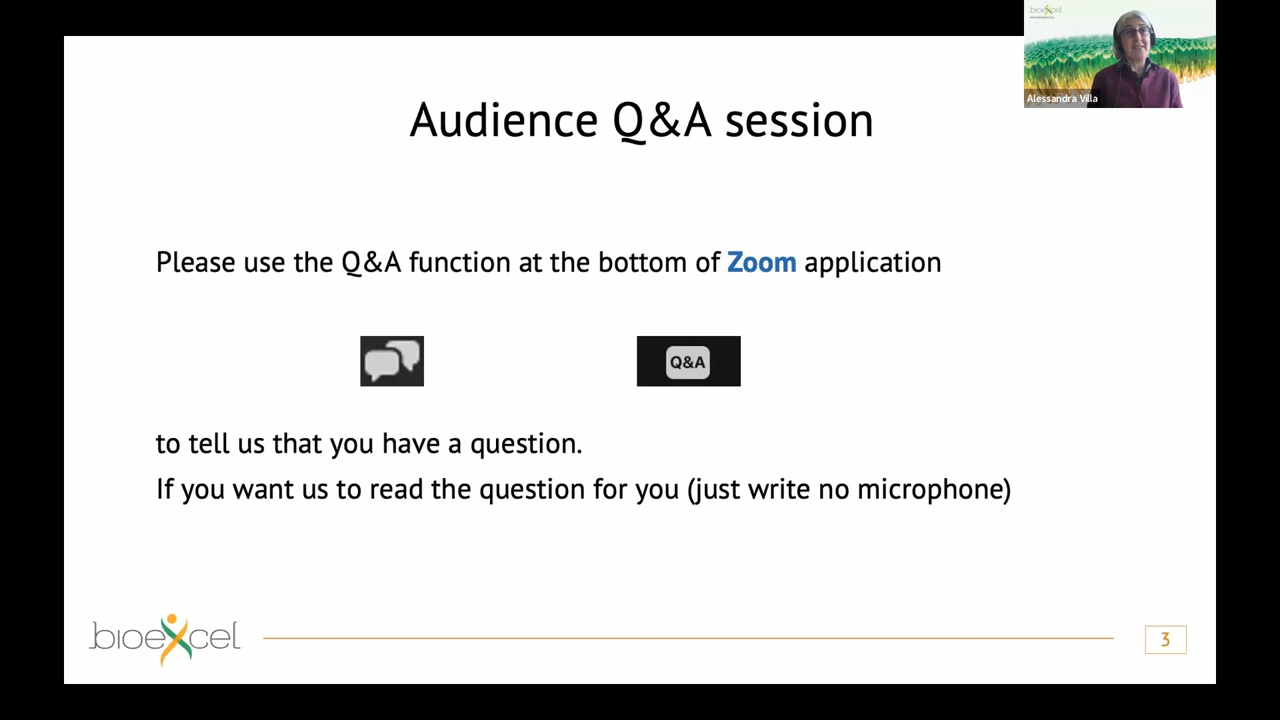 bioexcel
Alessandra Villa
Audience Q&A session
Please use the Q&A function at the bottom of Zoom application
Q&A
to tell us that you have a question.
If you want us to read the question for you (just write no microphone)
bioexcel
3